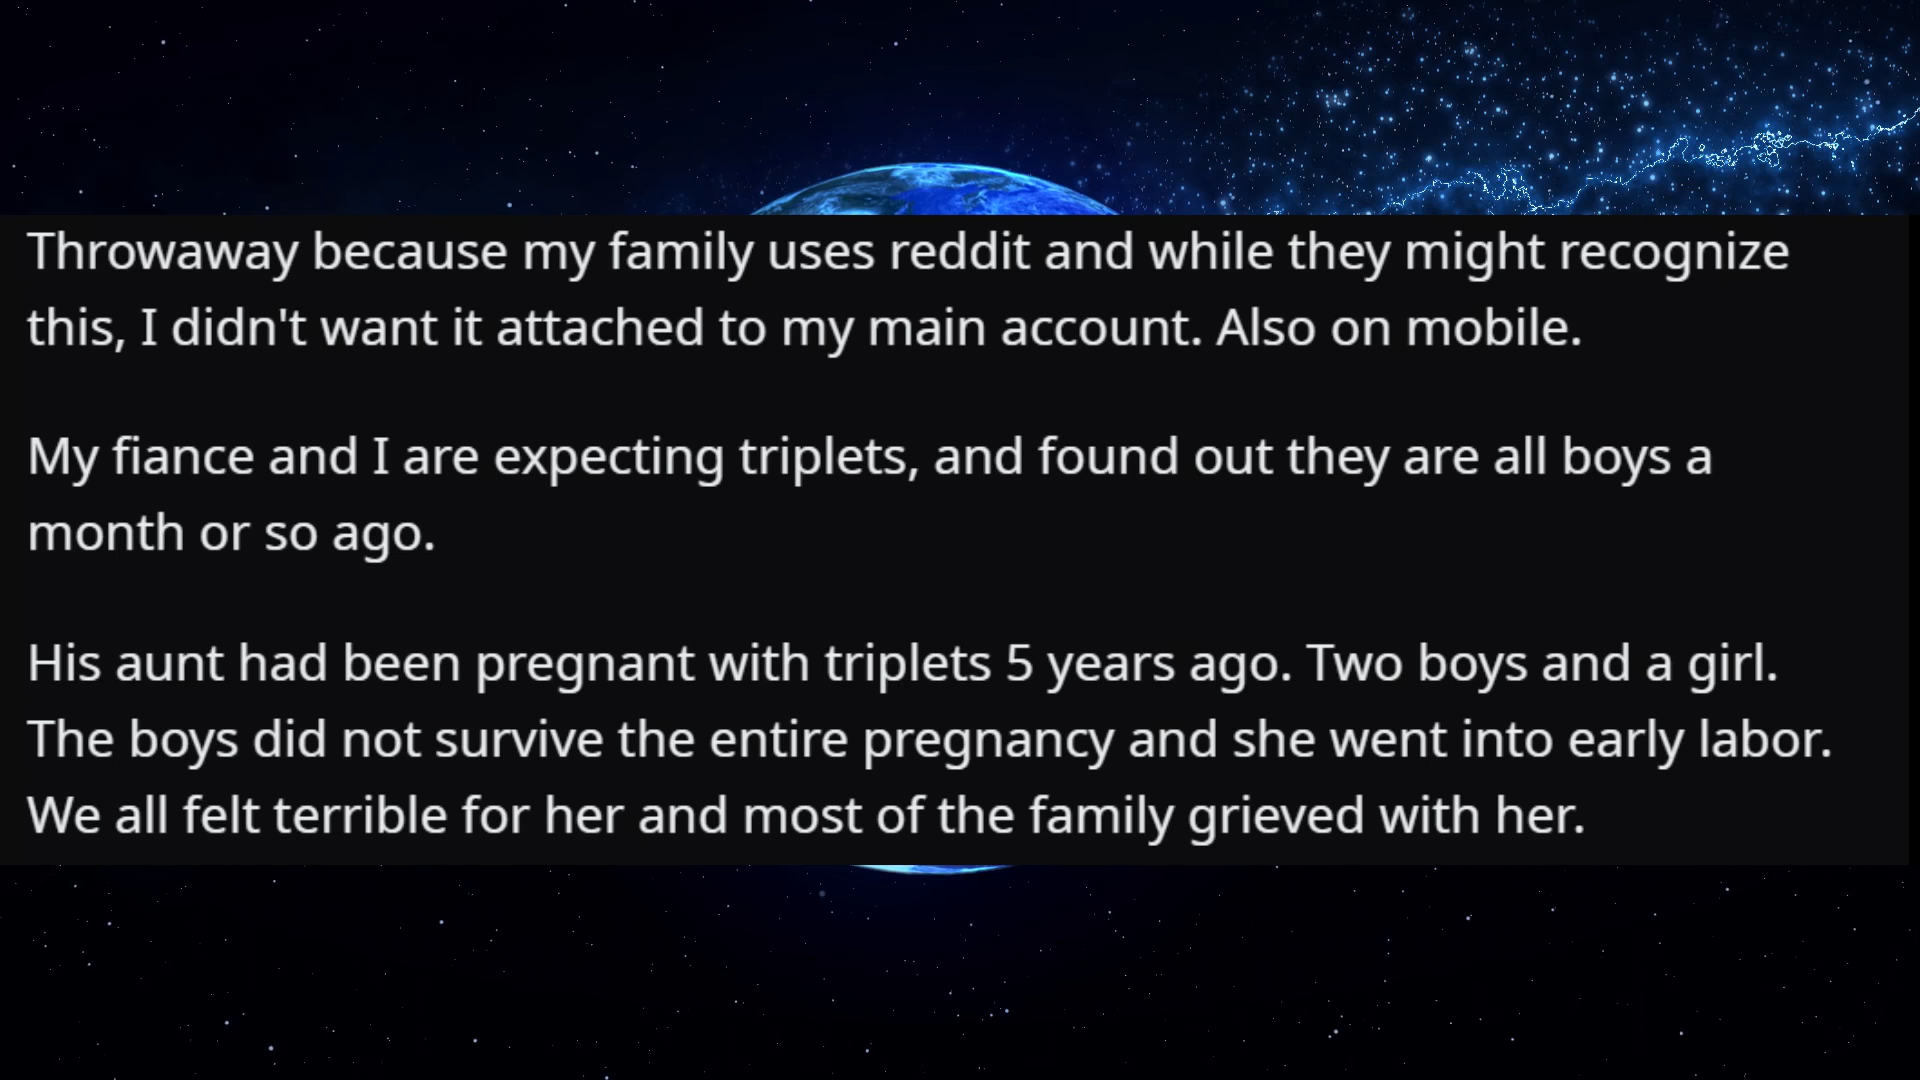 Throwaway because my family uses reddit and while they might recognize
this, I didn't want it attached to my main account. Also on mobile.
My fiance and I are expecting triplets, and found out they are all boys a
month or so ago.
His aunt had been pregnant with triplets 5 years ago. Two boys and a girl.
The boys did not survive the entire pregnancy and she went into early labor.
We all felt terrible for her and most of the family grieved with her.